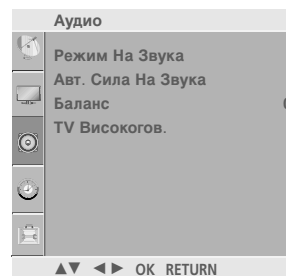 Аудио
Режим На Звука
Авт. Сила На Звука
Баланс
TV Високогов.
▲▼ ◄► OK RETURN